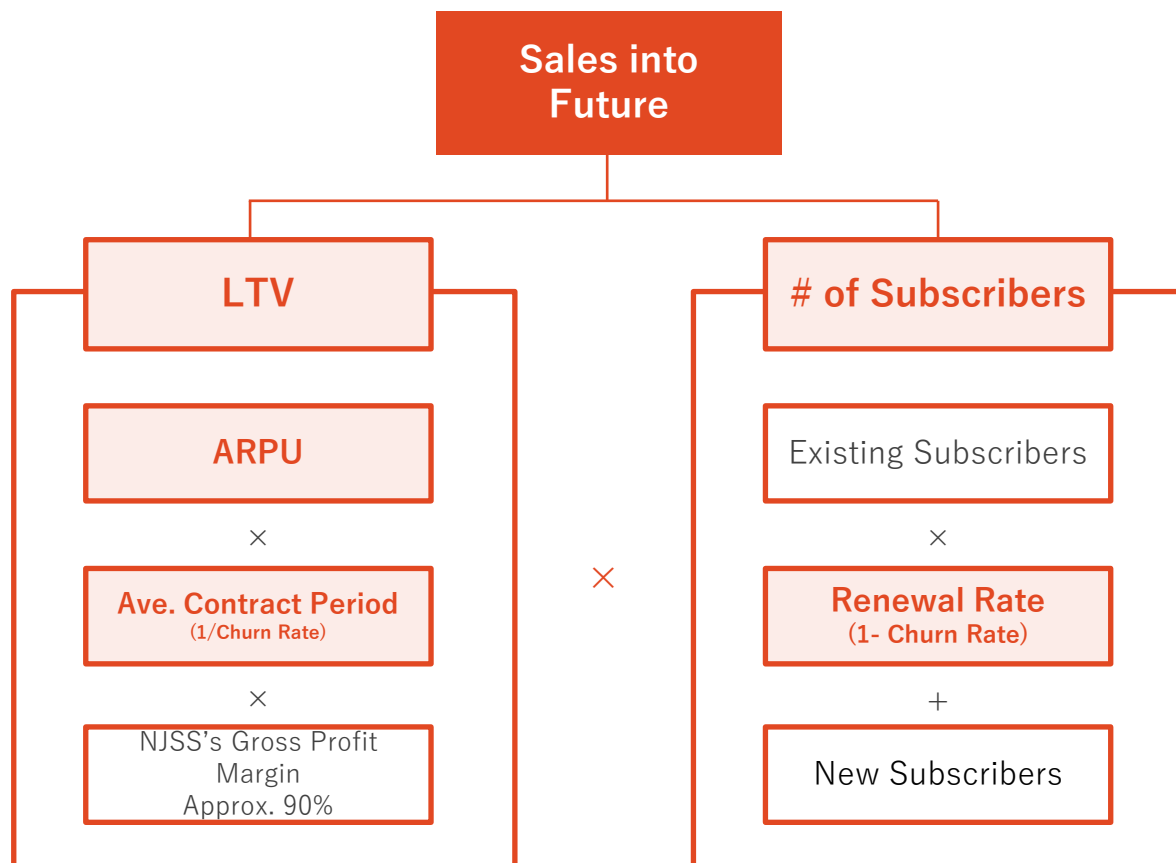 Sales into
Future
LTV
ARPU
×
Ave. Contract Period
(1/Churn Rate)
×
NJSS's Gross Profit
Margin
Approx. 90%
×
# of Subscribers
Existing Subscribers
×
Renewal Rate
(1- Churn Rate)
+
New Subscribers